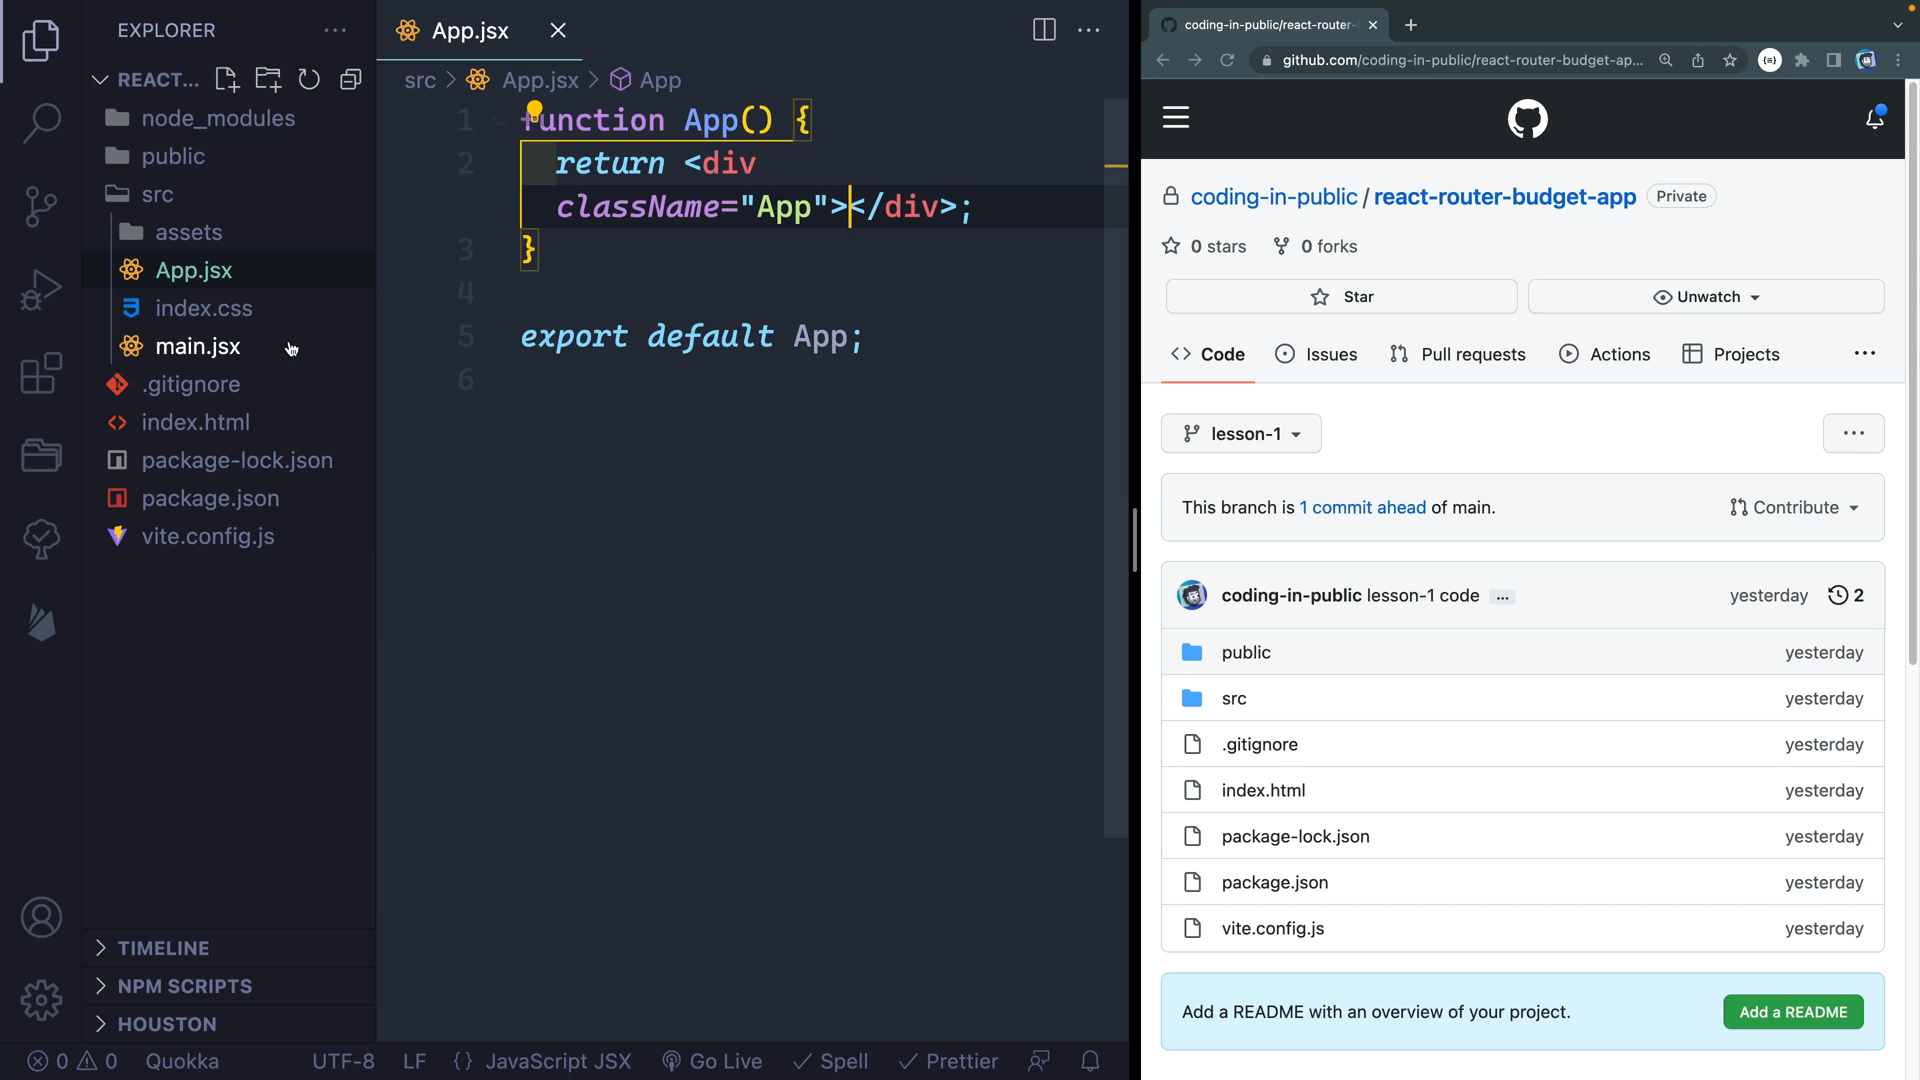 EXPLORER
REACT...
node_modules
public
src
assets
App.jsx
index.css
main.jsx
.gitignore
index.html
package-lock.json
package.json
vite.config.js
TIMELINE
NPM SCRIPTS
HOUSTON
App.jsx
src > App.jsx > App
1 function App() {
2 return <div
className="App"></div>;
3 }
4
5 export default App;
6
0 0 Quokka UTF-8 LF {} JavaScript JSX Go Live Spell Prettier
coding-in-public/react-router-
github.com/coding-in-public/react-router-budget-ap...
coding-in-public / react-router-budget-app Private
0 stars 0 forks
Star Unwatch
Code Issues Pull requests Actions Projects
lesson-1
This branch is 1 commit ahead of main. Contribute
coding-in-public lesson-1 code ... yesterday 2
public yesterday
src yesterday
.gitignore yesterday
index.html yesterday
package-lock.json yesterday
package.json yesterday
vite.config.js yesterday
Add a README with an overview of your project. Add a README